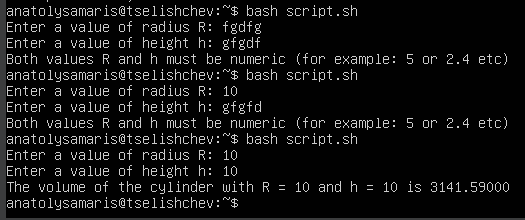 anatolysamaris@tselishchev:~$ bash script.sh
Enter a value of radius R: fgdfg
Enter a value of height h: gfgdf
Both values R and h must be numeric (for example: 5 or 2.4 etc)
anatolysamaris@tselishchev:~$ bash script.sh
Enter a value of radius R: 10
Enter a value of height h: gfgfd
Both values R and h must be numeric (for example: 5 or 2.4 etc)
anatolysamaris@tselishchev:~$ bash script.sh
Enter a value of radius R: 10
Enter a value of height h: 10
The volume of the cylinder with R = 10 and h = 10 is 3141.59000
anatolysamaris@tselishchev:~$